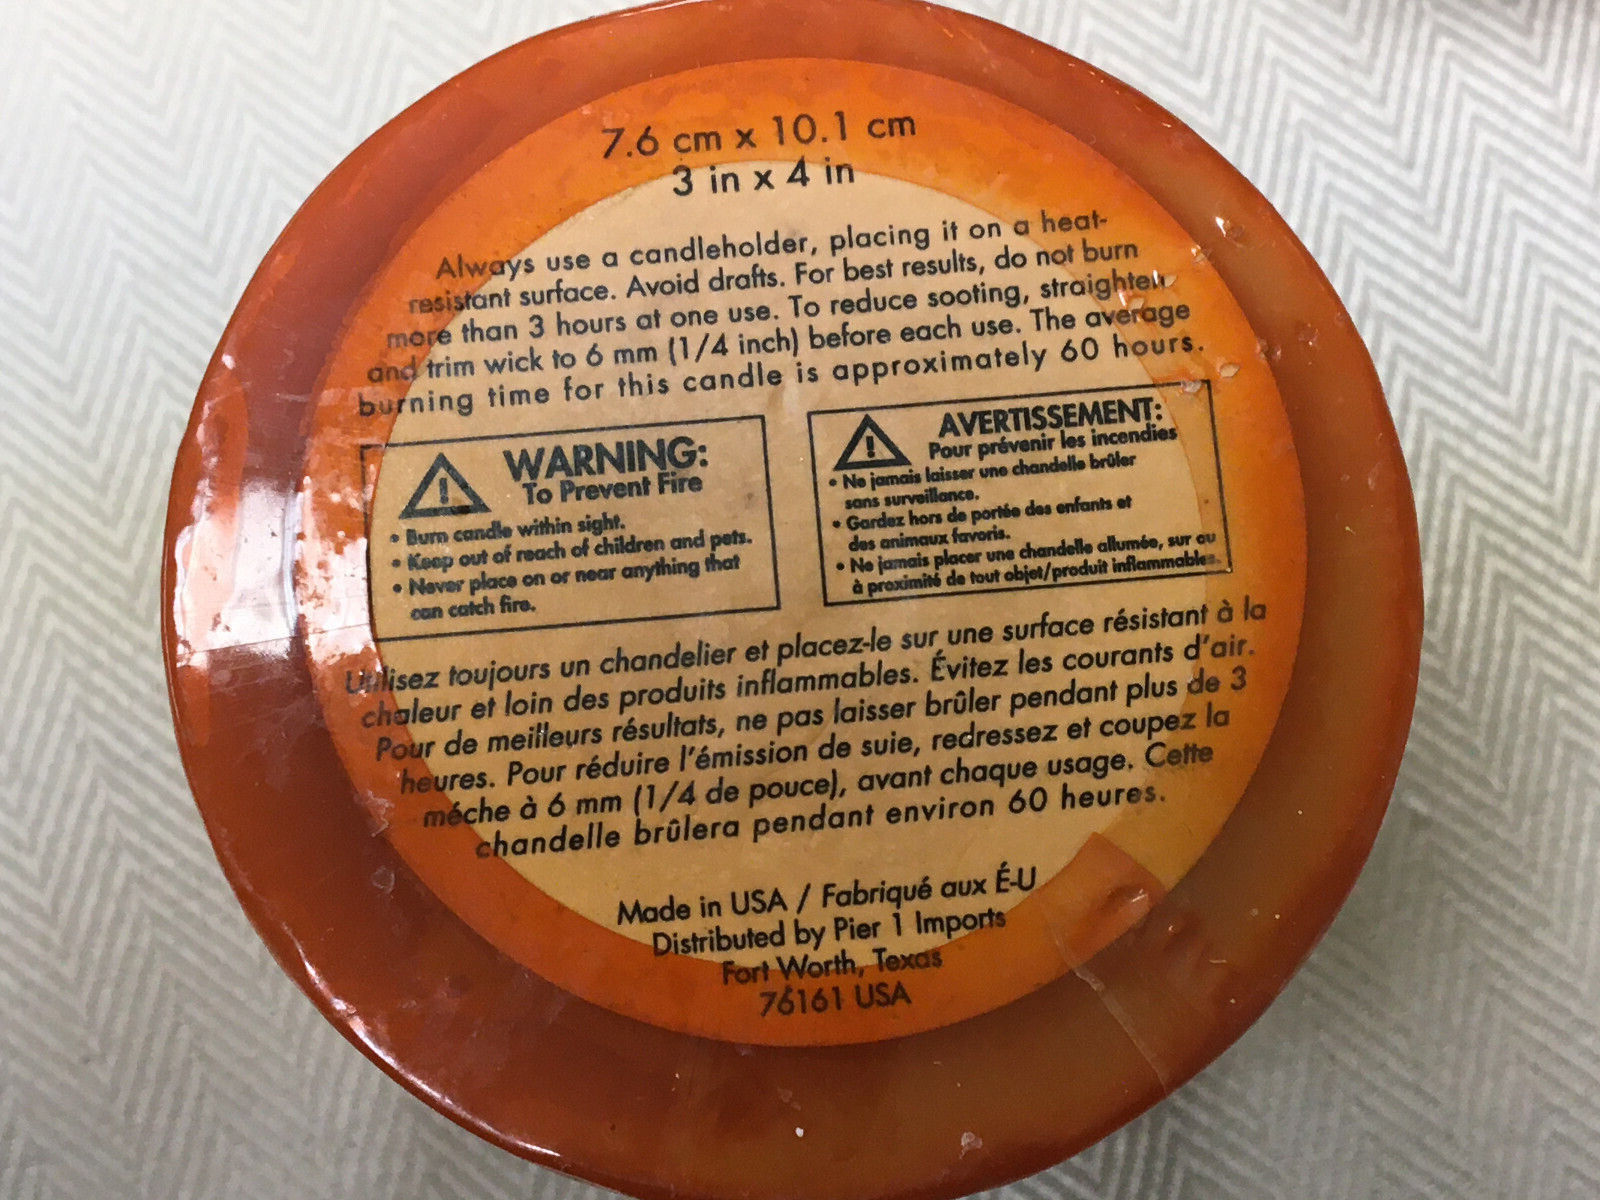 7.6 cm x 10.1 cm
3 in x 4 in
Always use a candleholder, placing it on a heat-
resistant surface. Avoid drafts. For best results, do not burn
more than 3 hours at one use. To reduce sooting, straighten
and trim wick to 6 mm (1/4 inch) before each use. The average
burning time for this candle is approximately 60 hours.
WARNING:
To Prevent Fire
• Burn candle within sight.
• Keep out of reach of children and pets.
• Never place on or near anything that
can catch fire.
AVERTISSEMENT:
Pour prévenir les incendies
• Ne jamais laisser une chandelle brûler
sans surveillance.
• Gardez hors de portée des enfants et
des animaux favoris.
• Ne jamais placer une chandelle allumée, sur ou
à proximité de tout objet/produit inflammable.
Utilisez toujours un chandelier et placez-le sur une surface résistant à la
chaleur et loin des produits inflammables. Évitez les courants d'air.
Pour de meilleurs résultats, ne pas laisser brûler pendant plus de 3
heures. Pour réduire l'émission de suie, redressez et coupez la
méche à 6 mm (1/4 de pouce), avant chaque usage. Cette
chandelle brûlera pendant environ 60 heures.
Made in USA / Fabriqué aux É-U
Distributed by Pier 1 Imports
Fort Worth, Texas
76161 USA